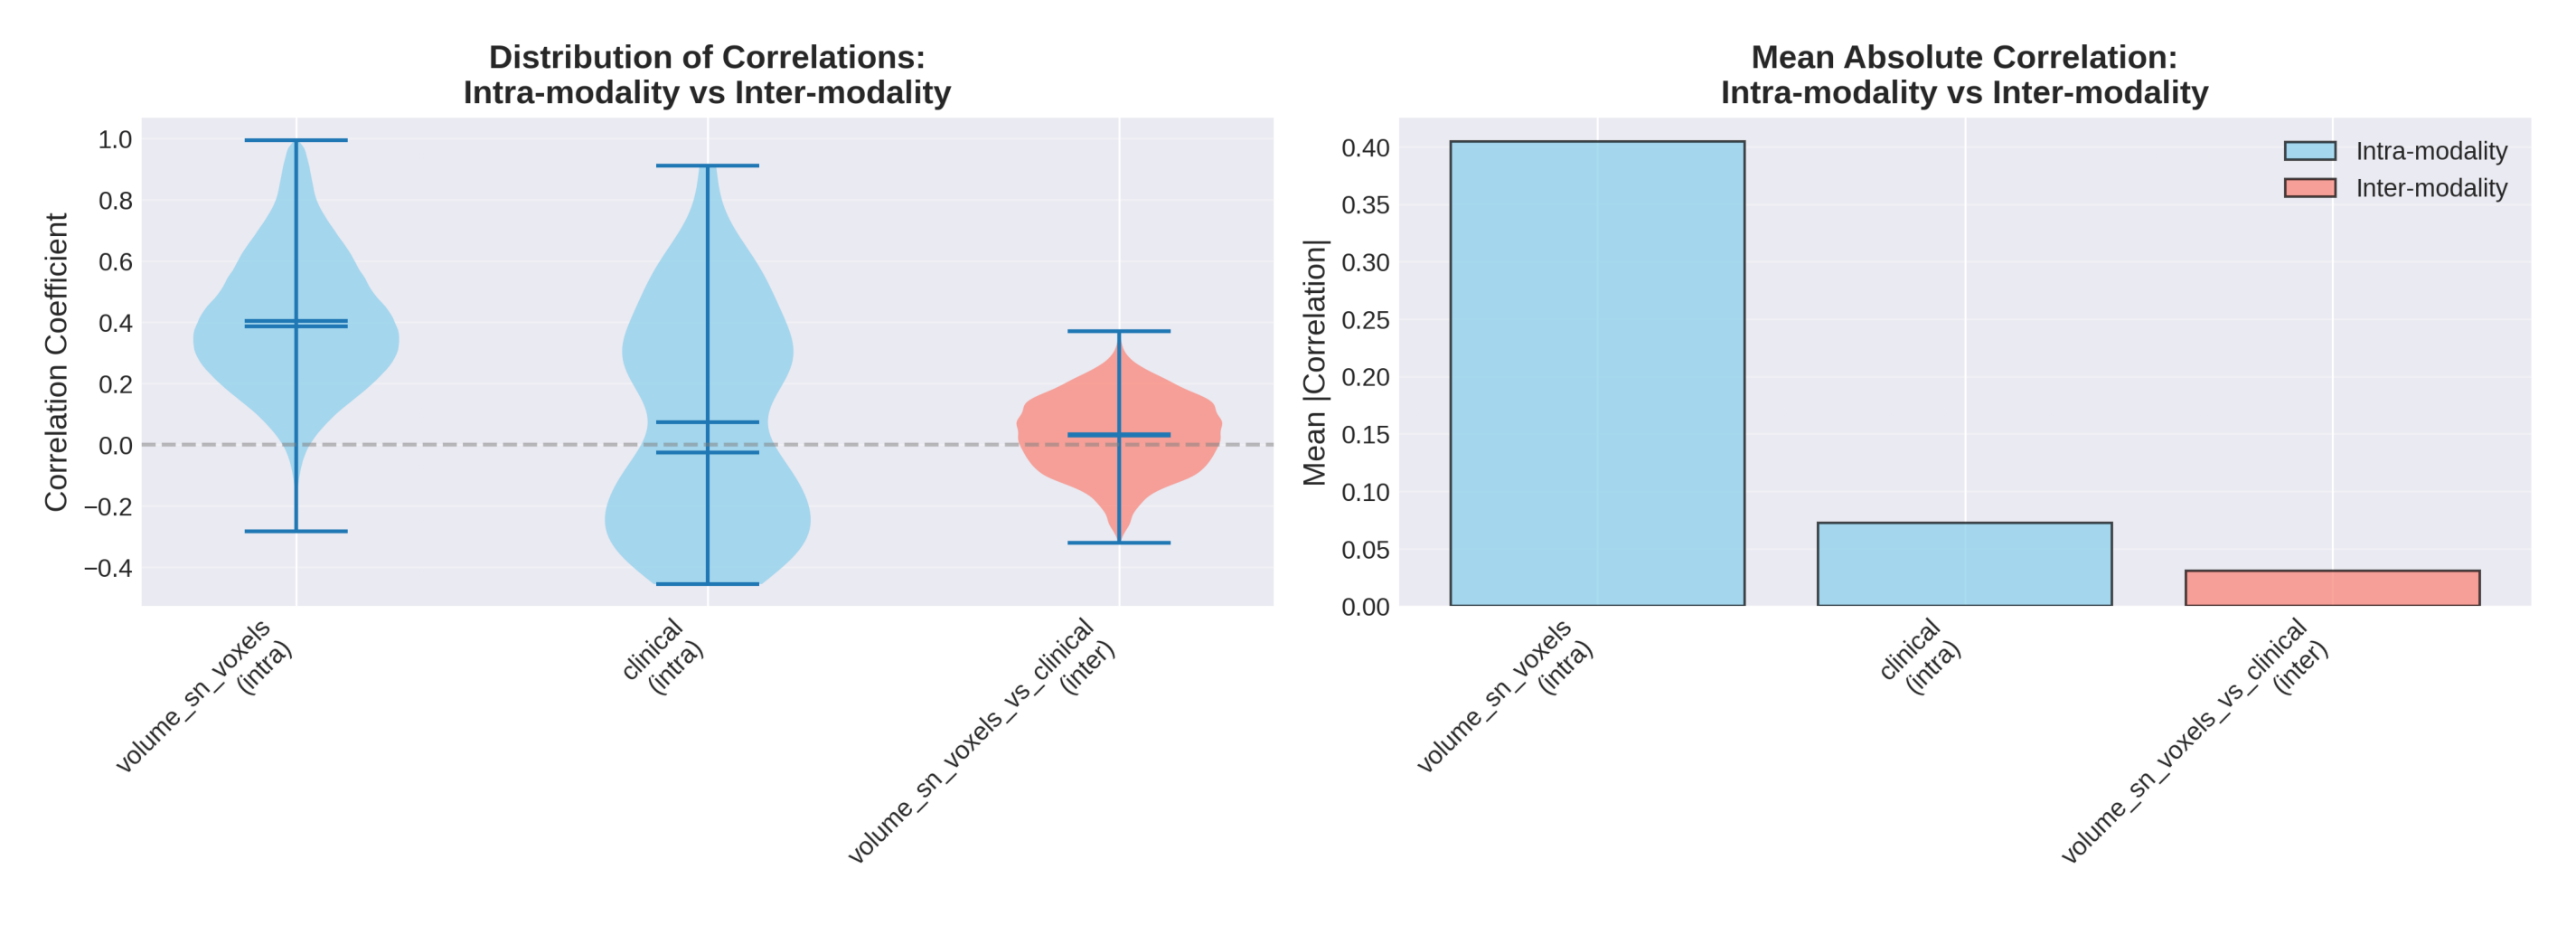 Distribution of Correlations:
Intra-modality vs Inter-modality
Correlation Coefficient
1.0
0.8
0.6
0.4
0.2
0.0
−0.2
−0.4
volume_sn_voxels
(intra)
clinical
(intra)
volume_sn_voxels_vs_clinical
(inter)
Mean Absolute Correlation:
Intra-modality vs Inter-modality
Mean |Correlation|
0.40
0.35
0.30
0.25
0.20
0.15
0.10
0.05
0.00
Intra-modality
Inter-modality
volume_sn_voxels
(intra)
clinical
(intra)
volume_sn_voxels_vs_clinical
(inter)